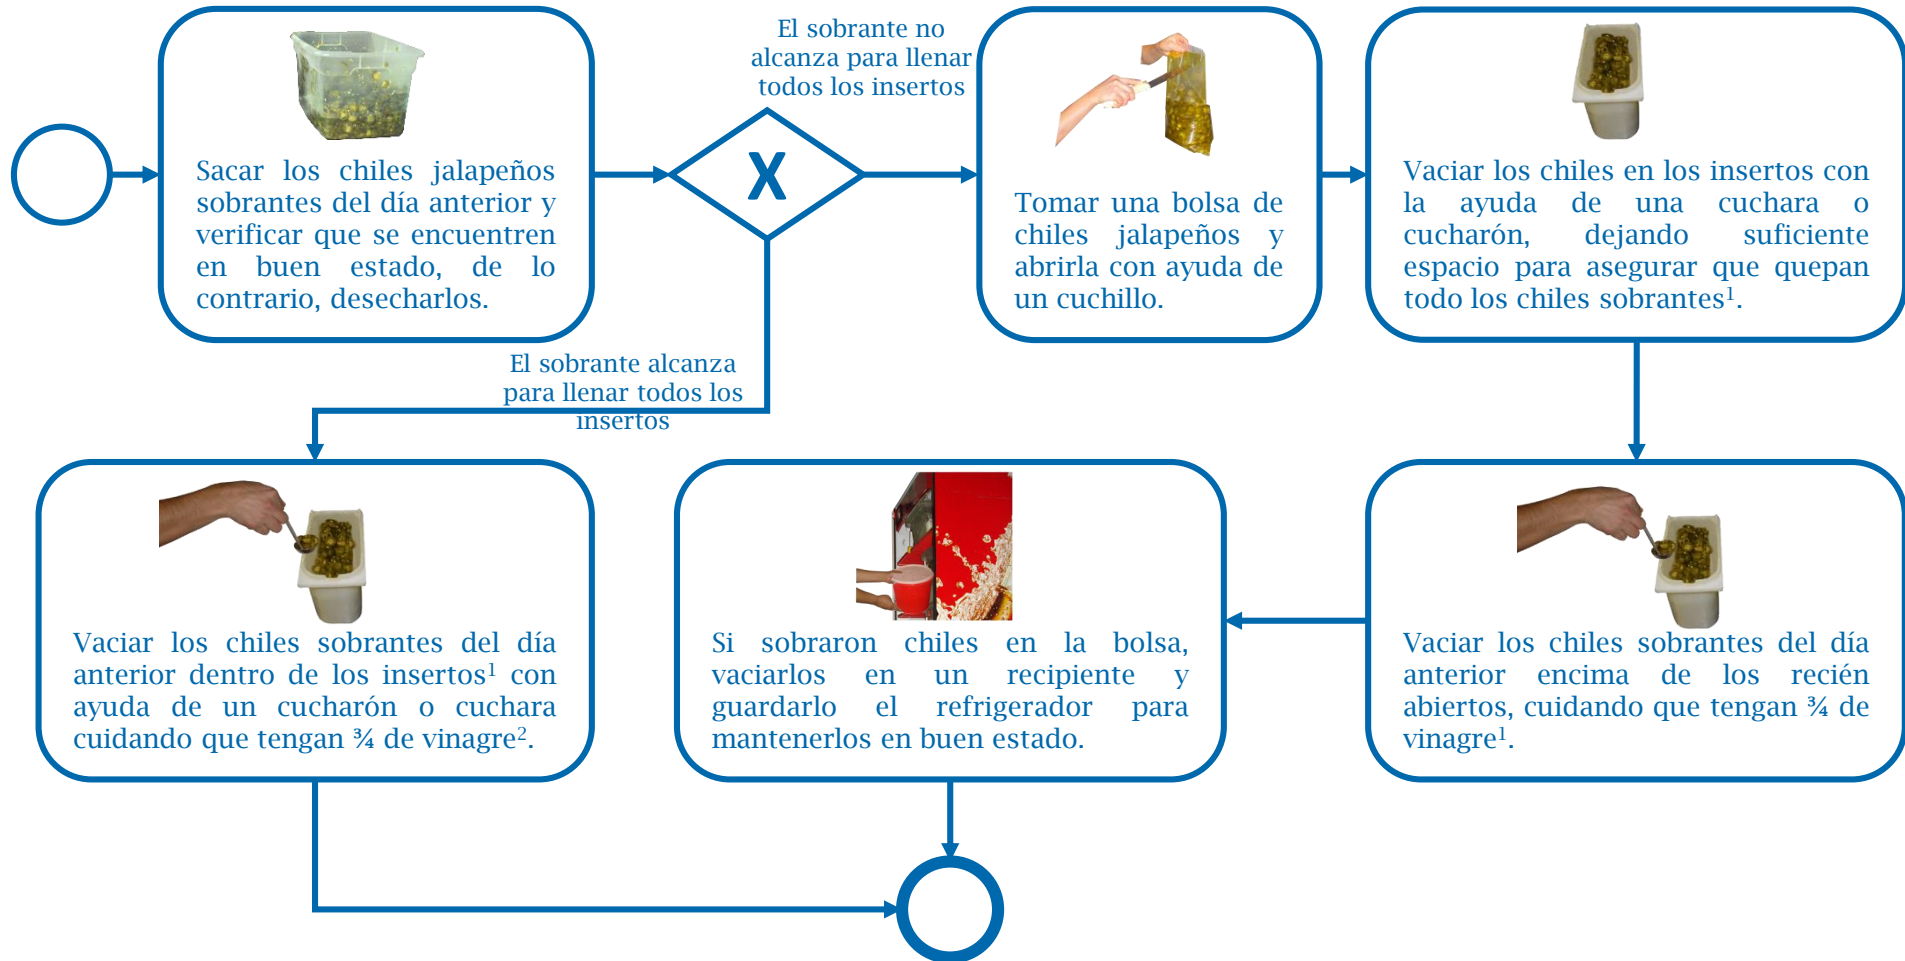 Sacar los chiles jalapeños
sobrantes del día anterior y
verificar que se encuentren
en buen estado, de lo
contrario, desecharlos.
El sobrante no
alcanza para llenar
todos los insertos
X
Tomar una bolsa de
chiles jalapeños y
abrirla con ayuda de
un cuchillo.
Vaciar los chiles en los insertos con
la ayuda de una cuchara o
cucharón, dejando suficiente
espacio para asegurar que quepan
todo los chiles sobrantes¹.
El sobrante alcanza
para llenar todos los
insertos
Vaciar los chiles sobrantes del día
anterior dentro de los insertos¹ con
ayuda de un cucharón o cuchara
cuidando que tengan ¾ de vinagre².
Si sobraron chiles en la bolsa,
vaciarlos en un recipiente y
guardarlo el refrigerador para
mantenerlos en buen estado.
Vaciar los chiles sobrantes del día
anterior encima de los recién
abiertos, cuidando que tengan ¾ de
vinagre¹.